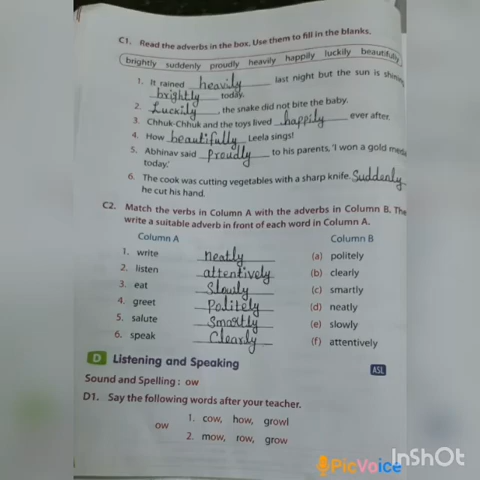 C1. Read the adverbs in the box. Use them to fill in the blanks.
brightly suddenly proudly heavily happily luckily beautifully
1. It rained heavily last night but the sun is shining
brightly today.
2. Luckily, the snake did not bite the baby.
3. Chhuk-Chhuk and the toys lived happily ever after.
4. How beautifully Leela sings!
5. Abhinav said proudly to his parents, 'I won a gold
today.'
6. The cook was cutting vegetables with a sharp knife. Suddenly
he cut his hand.
C2. Match the verbs in Column A with the adverbs in Column B. The
write a suitable adverb in front of each word in Column A.
Column A Column B
1. write neatly (a) politely
2. listen attentively (b) clearly
3. eat Slowly (c) smartly
4. greet Politely (d) neatly
5. salute Smartly (e) slowly
6. speak Clearly (f) attentively
D Listening and Speaking ASL
Sound and Spelling : ow
D1. Say the following words after your teacher.
ow 1. cow, how, growl
2. mow, row, grow
PicVoice
InShOt